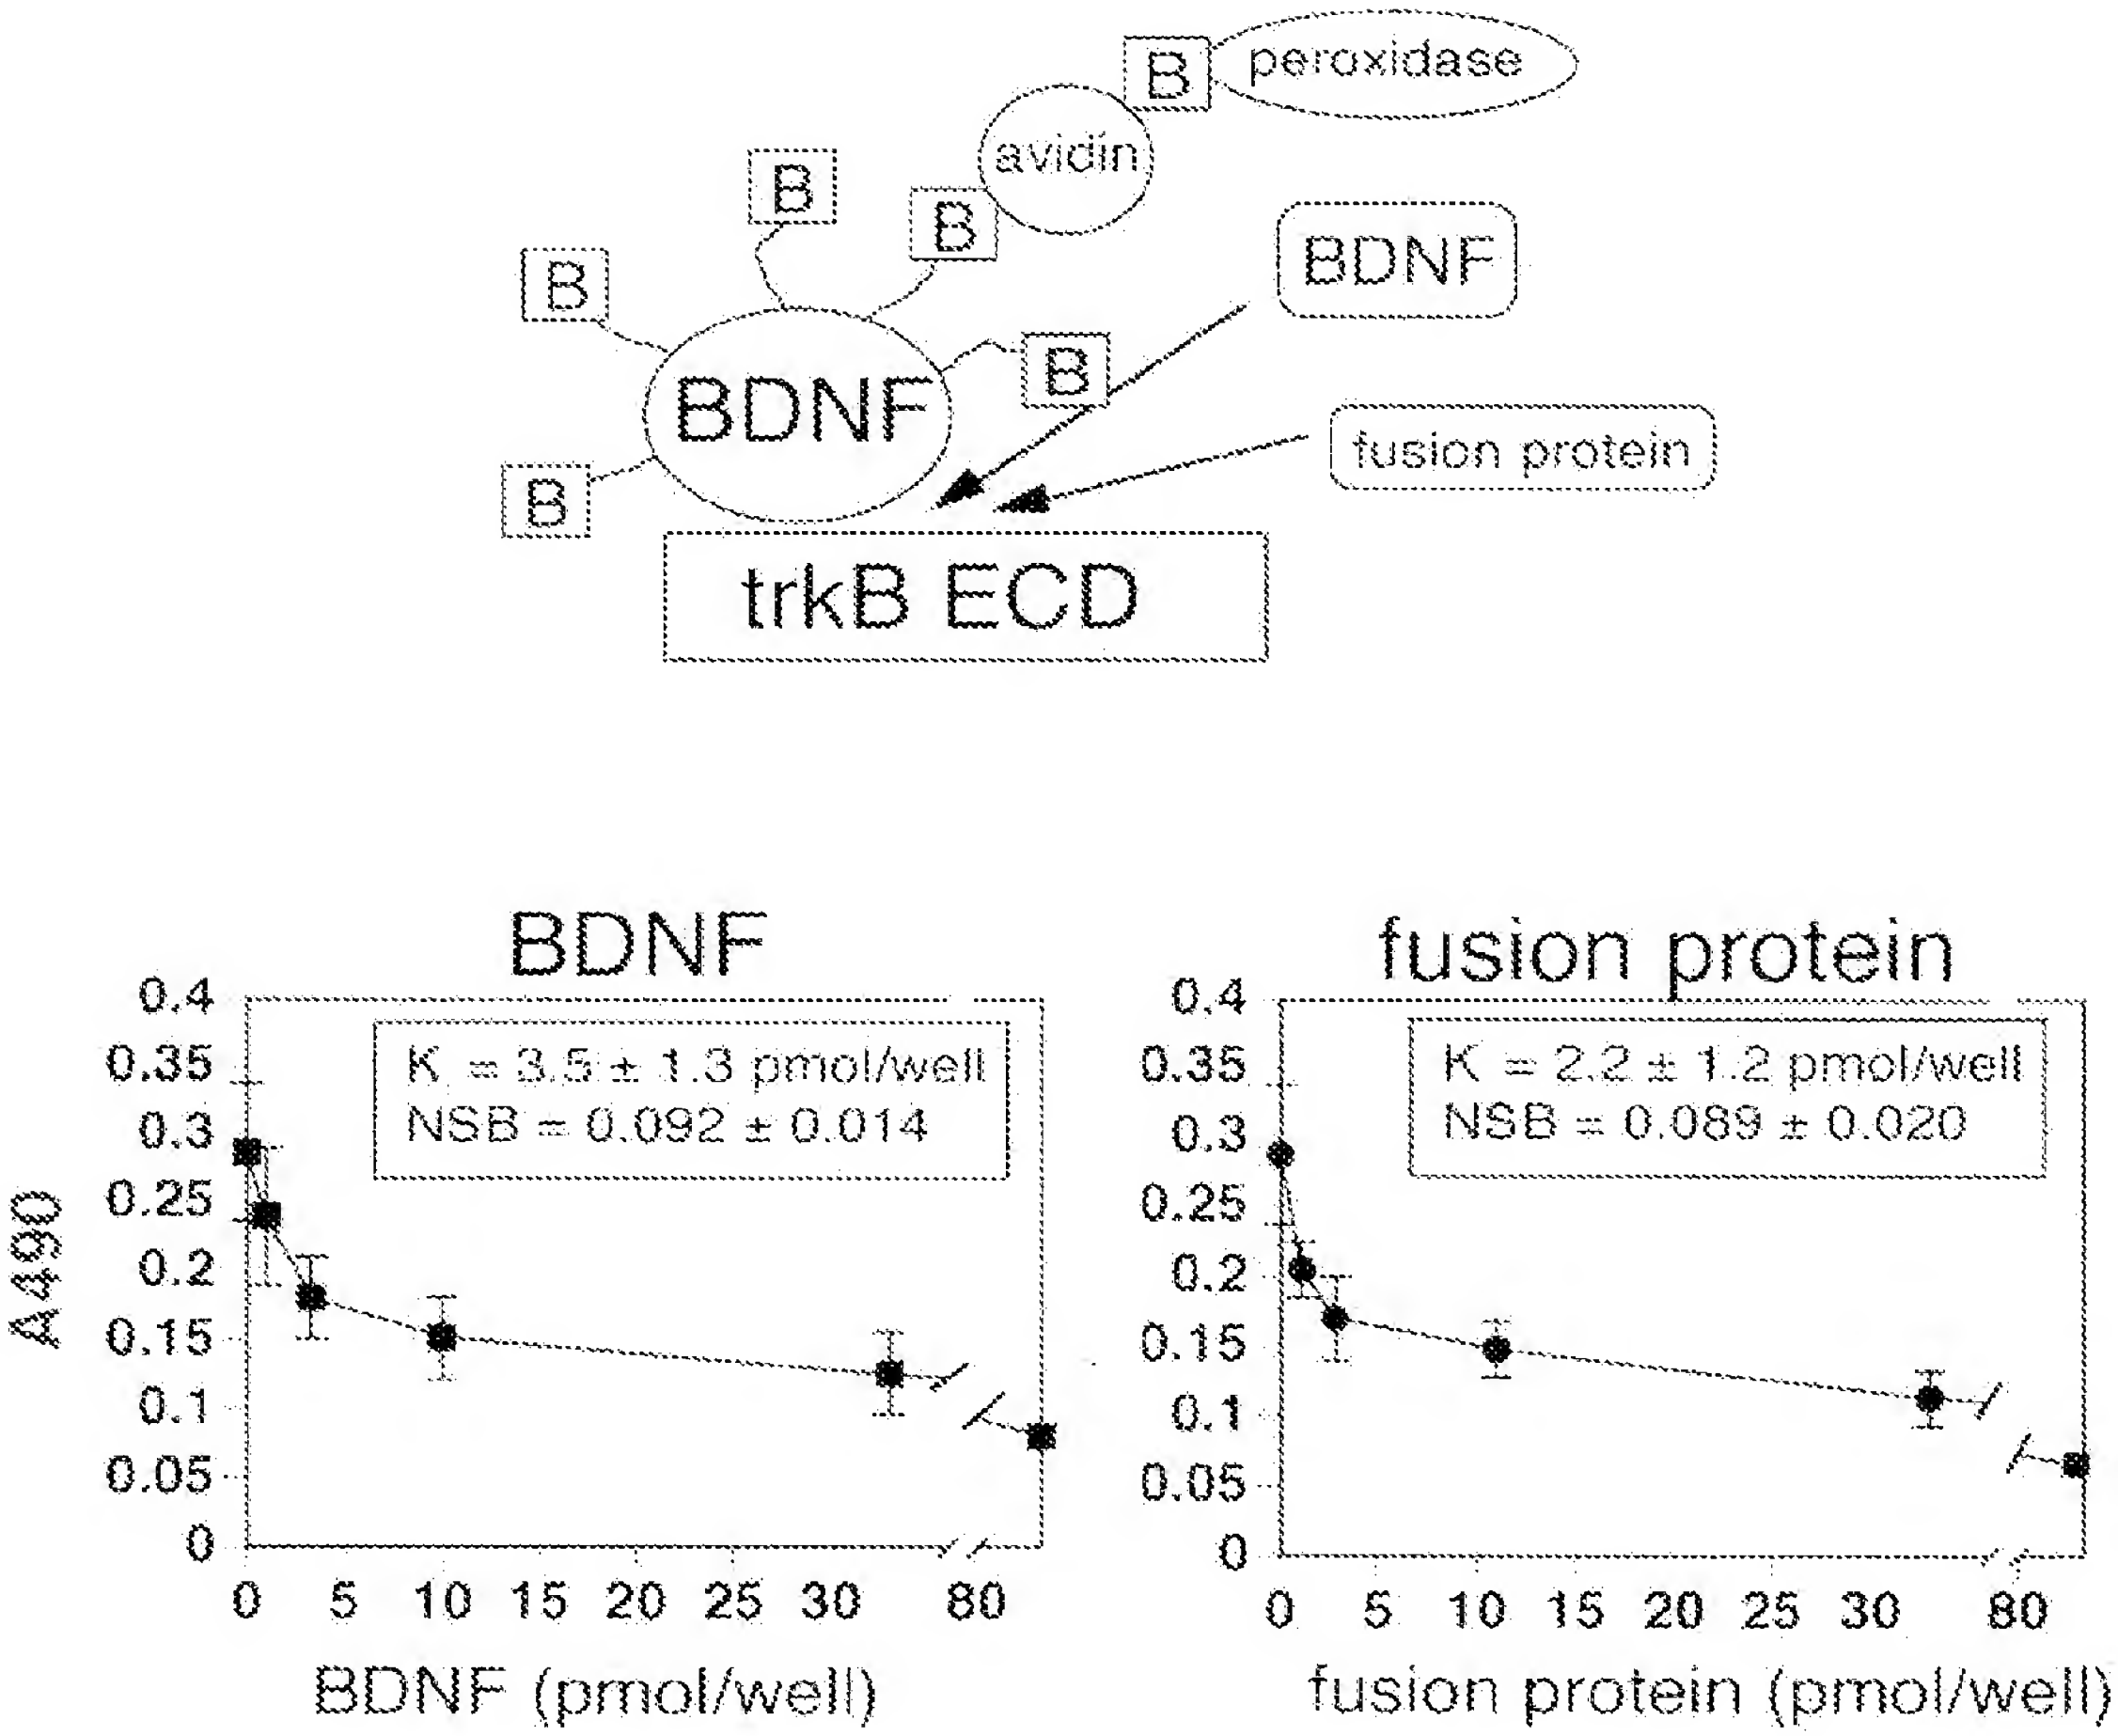 B peroxidase
avidin
B
B
B
BDNF
B
BDNF
fusion protein
B
trkB ECD
BDNF
K = 3.5 ± 1.3 pmol/well
NSB = 0.092 ± 0.014
A490
0.4
0.35
0.3
0.25
0.2
0.15
0.1
0.05
0
0 5 10 15 20 25 30 80
BDNF (pmol/well)
fusion protein
K = 2.2 ± 1.2 pmol/well
NSB = 0.089 ± 0.020
0.4
0.35
0.3
0.25
0.2
0.15
0.1
0.05
0
0 5 10 15 20 25 30 80
fusion protein (pmol/well)